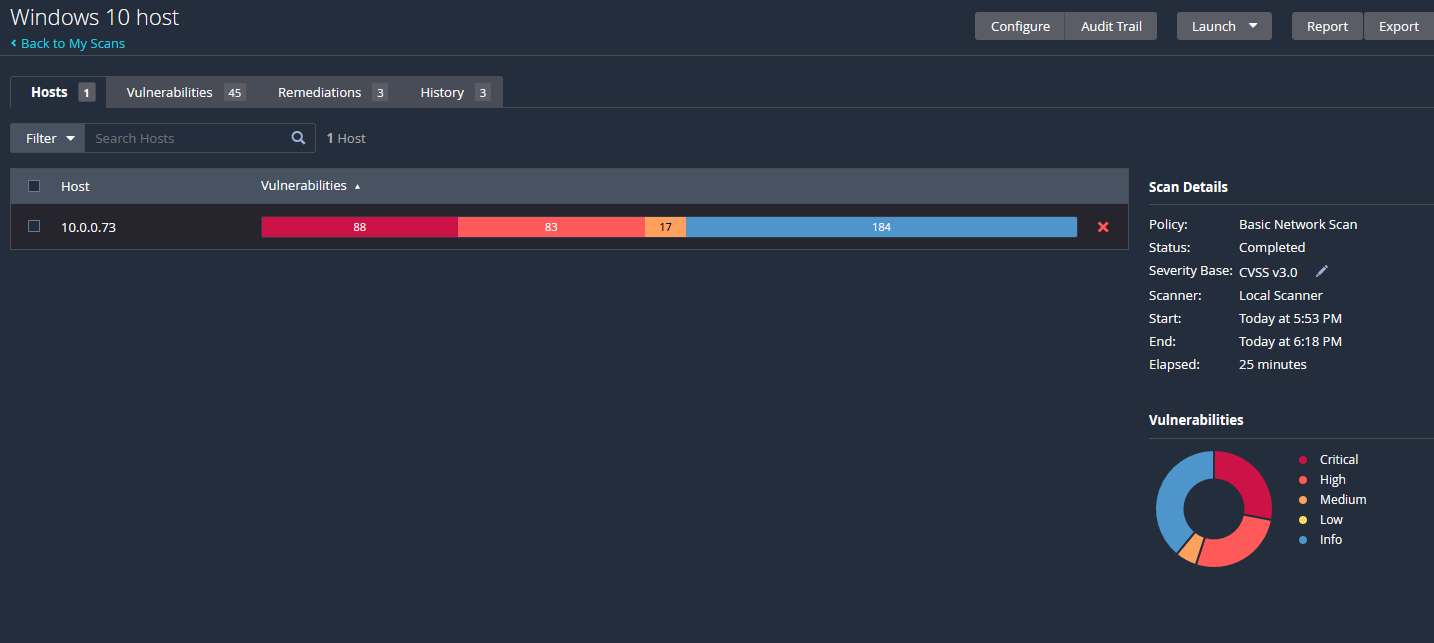 Windows 10 host
Back to My Scans
Configure Audit Trail Launch Report Export
Hosts 1 Vulnerabilities 45 Remediations 3 History 3
Filter Search Hosts 1 Host
Host Vulnerabilities
10.0.0.73 88 83 17 184
Scan Details
Policy: Basic Network Scan
Status: Completed
Severity Base: CVSS v3.0
Scanner: Local Scanner
Start: Today at 5:53 PM
End: Today at 6:18 PM
Elapsed: 25 minutes
Vulnerabilities
Critical
High
Medium
Low
Info